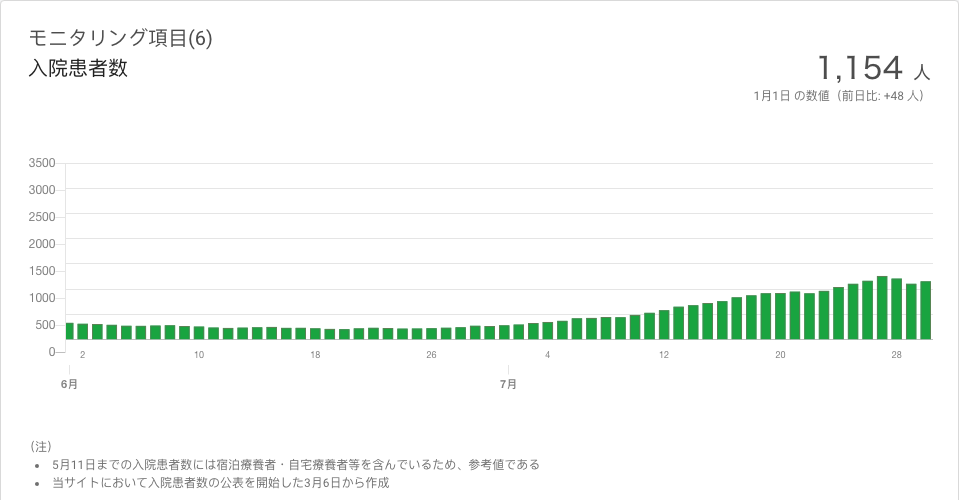 モニタリング項目(6)
入院患者数
1,154 人
1月1日 の数値（前日比: +48 人）
3500
3000
2500
2000
1500
1000
500
0
2 10 18 26 4 12 20 28
6月 7月
（注）
• 5月11日までの入院患者数には宿泊療養者・自宅療養者等を含んでいるため、参考値である
• 当サイトにおいて入院患者数の公表を開始した3月6日から作成